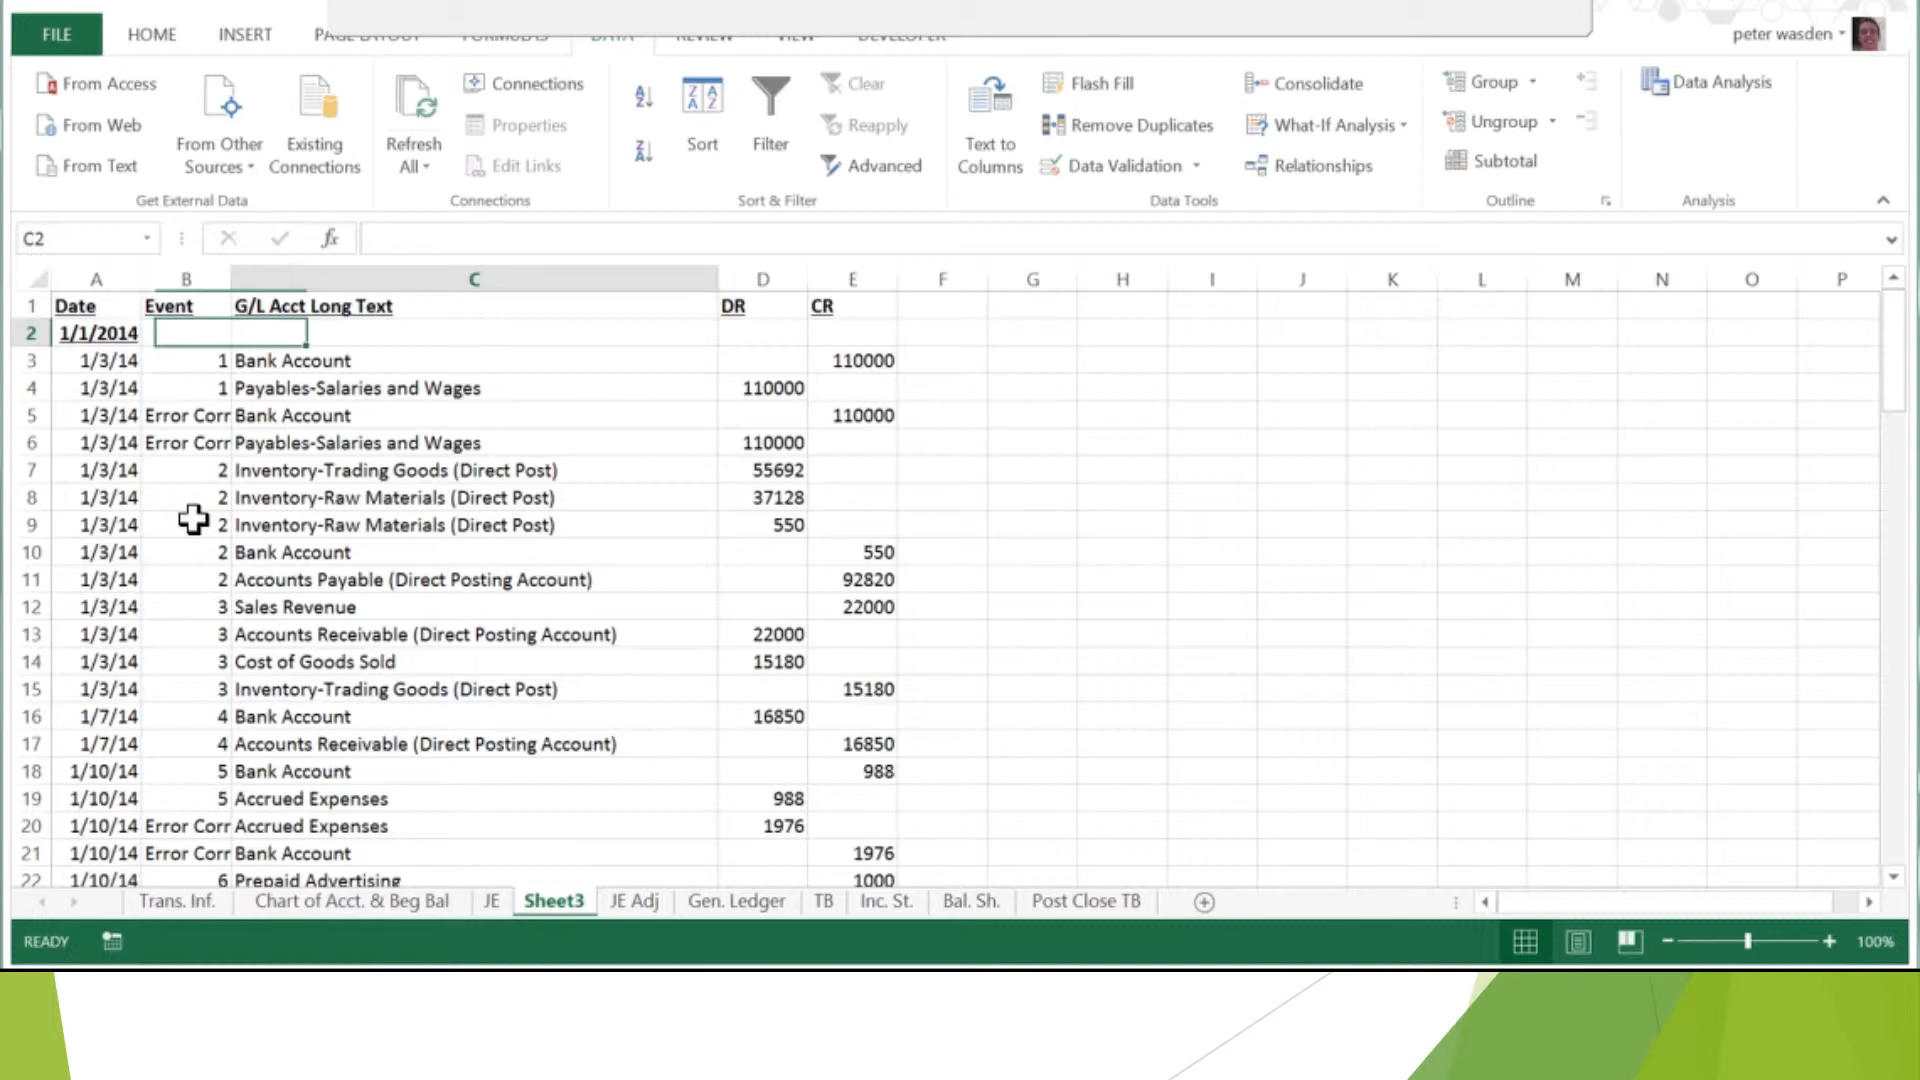 FILE HOME INSERT PAGE LAYOUT FORMULAS DATA REVIEW VIEW DEVELOPER peter wasden
From Access
From Web
From Text
From Other Sources
Existing Connections
Get External Data
Refresh All
Connections
Properties
Edit Links
Connections
Sort
Filter
Clear
Reapply
Advanced
Sort & Filter
Text to Columns
Flash Fill
Remove Duplicates
Data Validation
Consolidate
What-If Analysis
Relationships
Data Tools
Group
Ungroup
Subtotal
Outline
Data Analysis
Analysis
C2 fx
A B C D E F G H I J K L M N O P
1 Date Event G/L Acct Long Text DR CR
2 1/1/2014
3 1/3/14 1 Bank Account 110000
4 1/3/14 1 Payables-Salaries and Wages 110000
5 1/3/14 Error Corr Bank Account 110000
6 1/3/14 Error Corr Payables-Salaries and Wages 110000
7 1/3/14 2 Inventory-Trading Goods (Direct Post) 55692
8 1/3/14 2 Inventory-Raw Materials (Direct Post) 37128
9 1/3/14 2 Inventory-Raw Materials (Direct Post) 550
10 1/3/14 2 Bank Account 550
11 1/3/14 2 Accounts Payable (Direct Posting Account) 92820
12 1/3/14 3 Sales Revenue 22000
13 1/3/14 3 Accounts Receivable (Direct Posting Account) 22000
14 1/3/14 3 Cost of Goods Sold 15180
15 1/3/14 3 Inventory-Trading Goods (Direct Post) 15180
16 1/7/14 4 Bank Account 16850
17 1/7/14 4 Accounts Receivable (Direct Posting Account) 16850
18 1/10/14 5 Bank Account 988
19 1/10/14 5 Accrued Expenses 988
20 1/10/14 Error Corr Accrued Expenses 1976
21 1/10/14 Error Corr Bank Account 1976
22 1/10/14 6 Prepaid Advertising 1000
Trans. Inf. Chart of Acct. & Beg Bal JE Sheet3 JE Adj Gen. Ledger TB Inc. St. Bal. Sh. Post Close TB
READY 100%